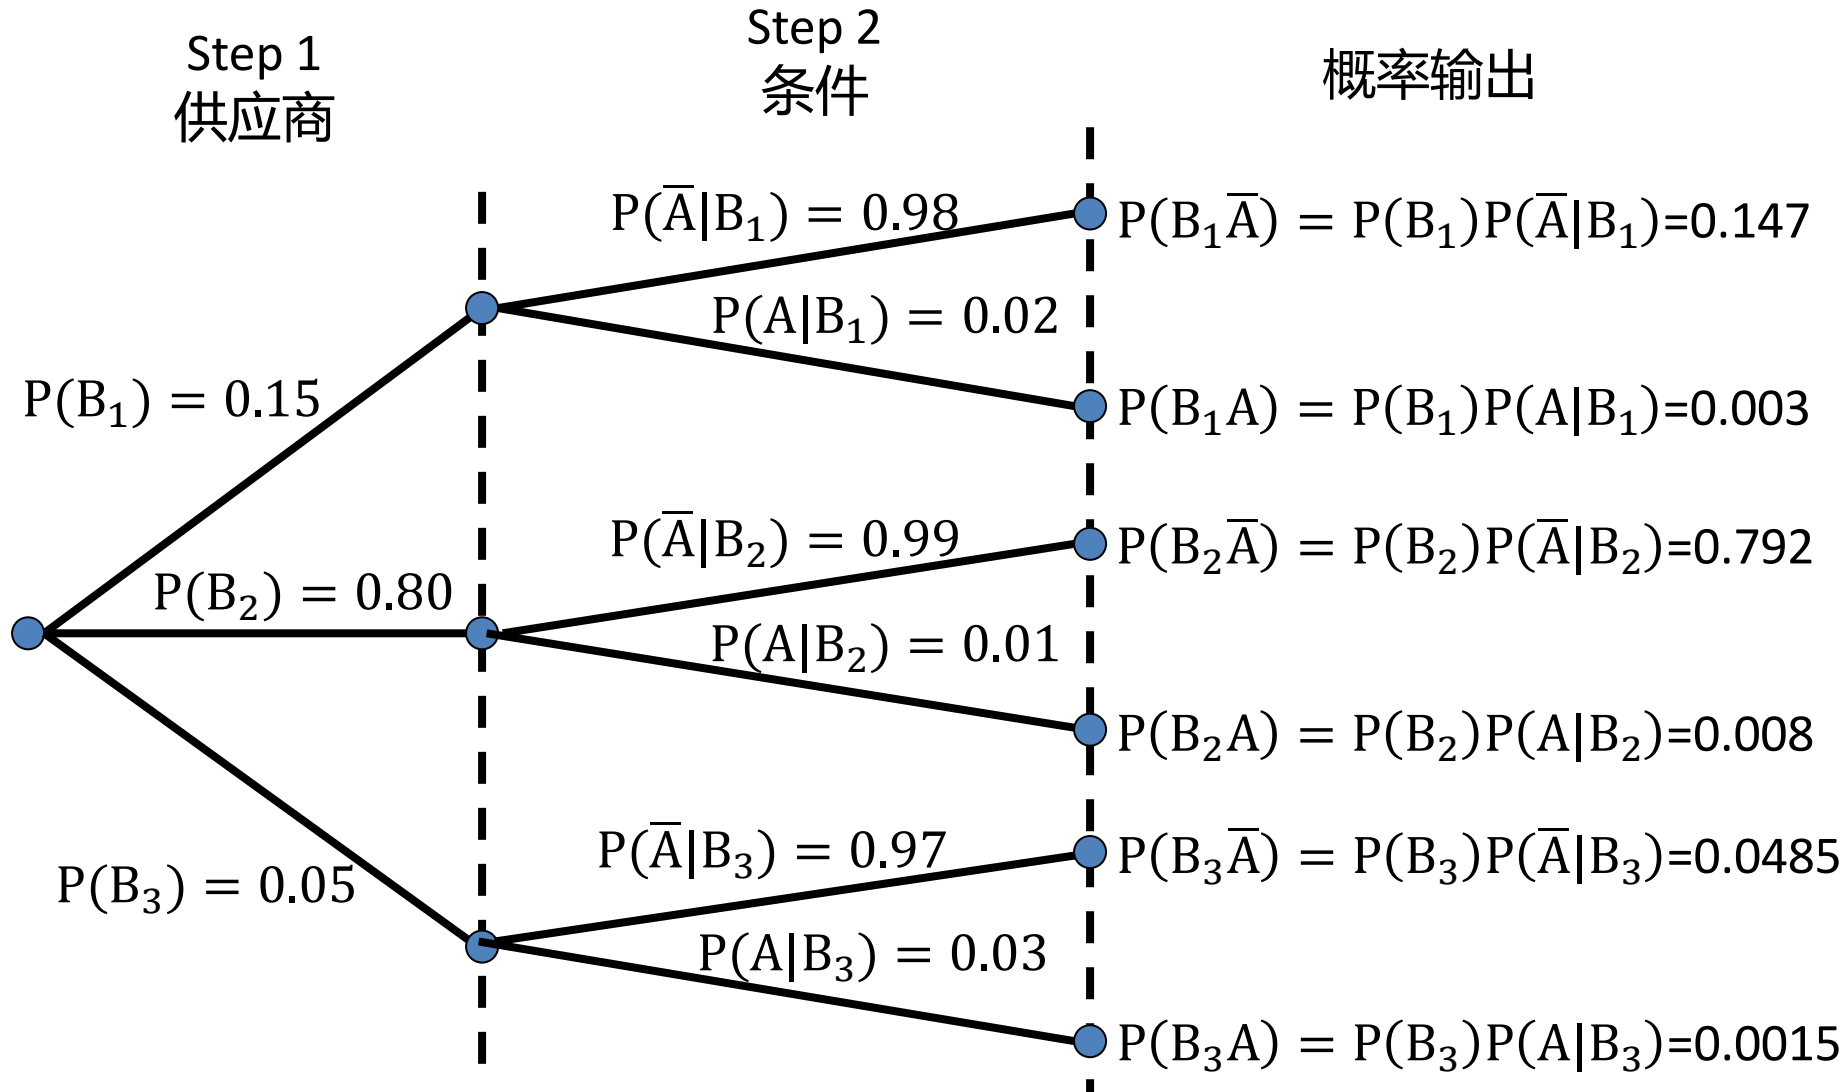 Step 1
供应商
Step 2
条件
概率输出
P(B₁) = 0.15
P(B₂) = 0.80
P(B₃) = 0.05
P(A̅|B₁) = 0.98
P(A|B₁) = 0.02
P(A̅|B₂) = 0.99
P(A|B₂) = 0.01
P(A̅|B₃) = 0.97
P(A|B₃) = 0.03
P(B₁A̅) = P(B₁)P(A̅|B₁)=0.147
P(B₁A) = P(B₁)P(A|B₁)=0.003
P(B₂A̅) = P(B₂)P(A̅|B₂)=0.792
P(B₂A) = P(B₂)P(A|B₂)=0.008
P(B₃A̅) = P(B₃)P(A̅|B₃)=0.0485
P(B₃A) = P(B₃)P(A|B₃)=0.0015